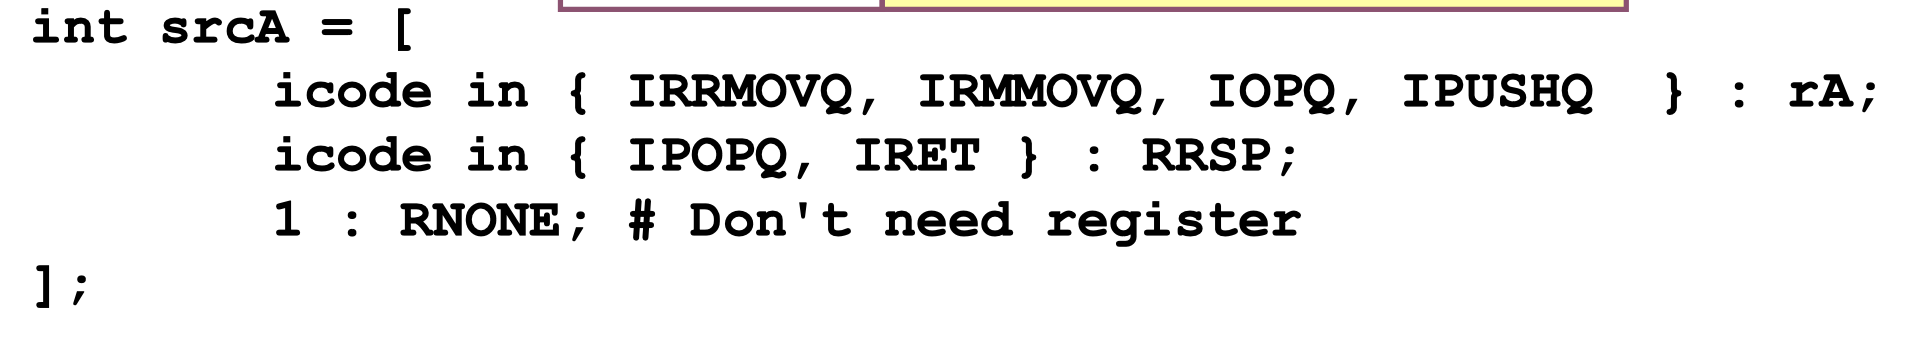 int srcA = [
icode in { IRRMOVQ, IRMMOVQ, IOPQ, IPUSHQ  } : rA;
icode in { IPOPQ, IRET } : RRSP;
1 : RNONE; # Don't need register
];